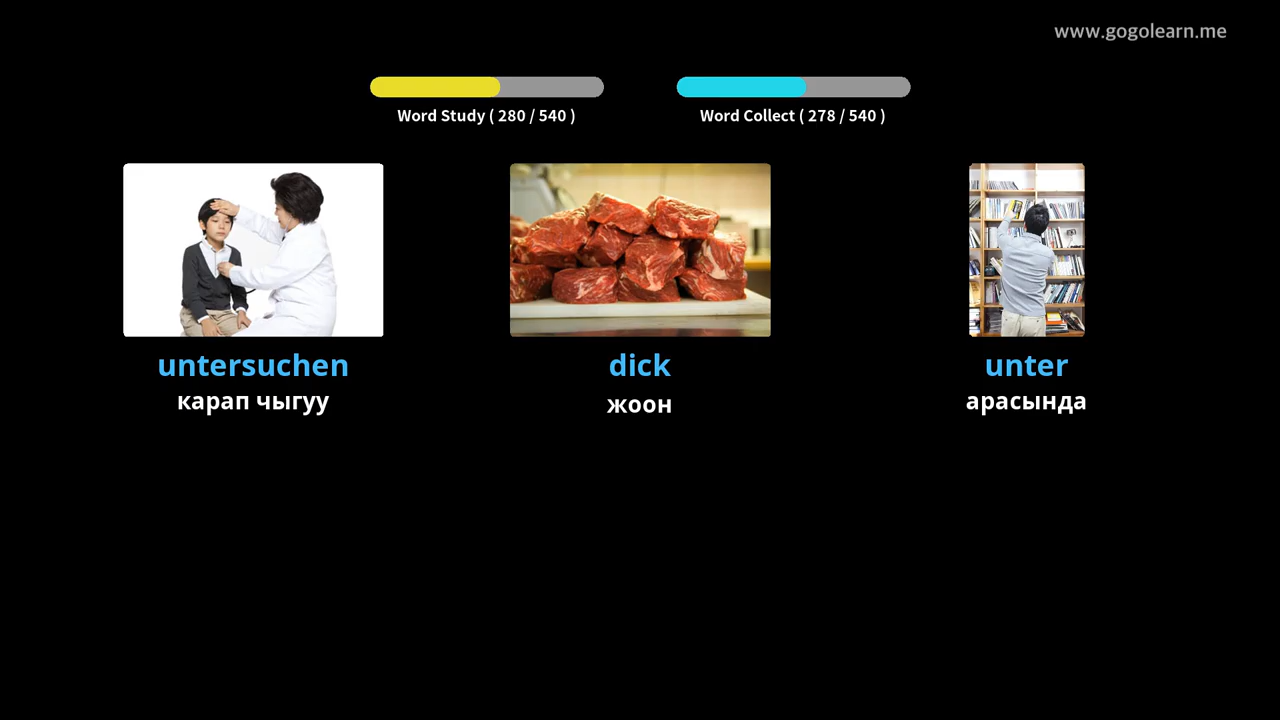 www.gogolearn.me
Word Study ( 280 / 540 )
Word Collect ( 278 / 540 )
untersuchen
карап чыгуу
dick
жоон
unter
арасында